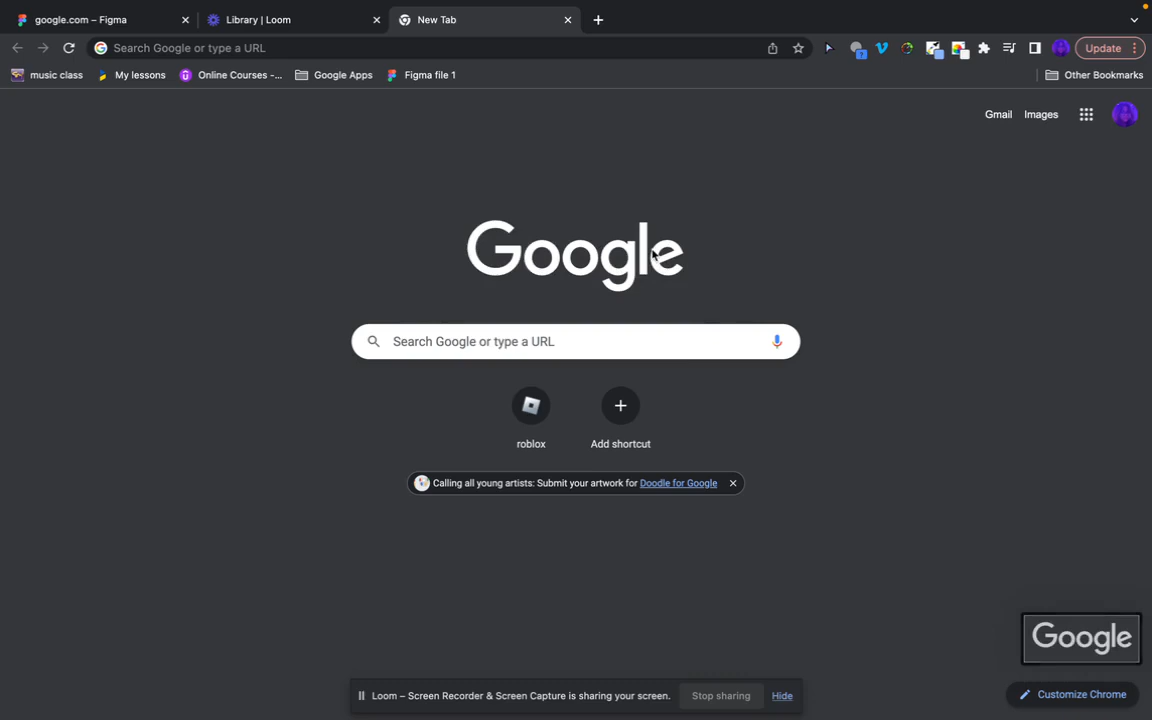 google.com – Figma
Library | Loom
New Tab
Search Google or type a URL
Update
music class
My lessons
Online Courses -...
Google Apps
Figma file 1
Other Bookmarks
Gmail
Images
Google
Search Google or type a URL
roblox
Add shortcut
Calling all young artists: Submit your artwork for Doodle for Google
Google
Loom – Screen Recorder & Screen Capture is sharing your screen.
Stop sharing
Hide
Customize Chrome